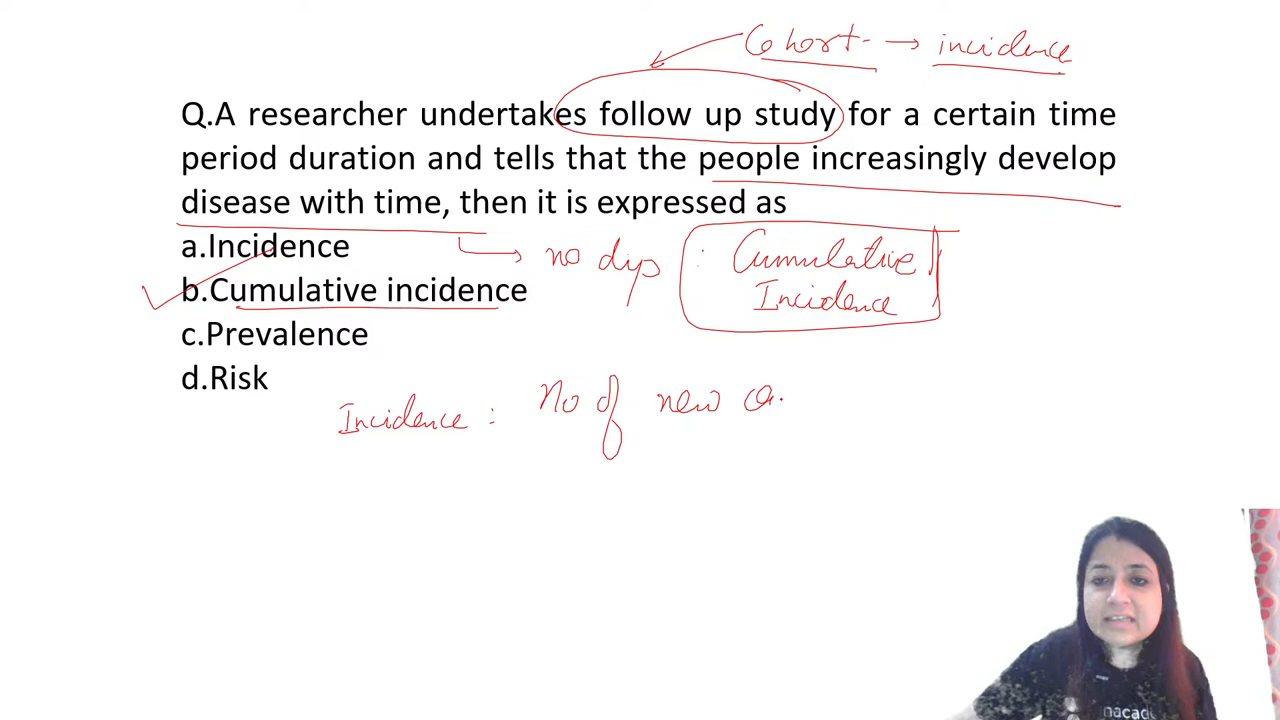 Cohort → incidence
Q.A researcher undertakes follow up study for a certain time
period duration and tells that the people increasingly develop
disease with time, then it is expressed as
a.Incidence
no dip : Cumulative
Incidence
b.Cumulative incidence
c.Prevalence
d.Risk
Incidence : No of new ca.
nacad